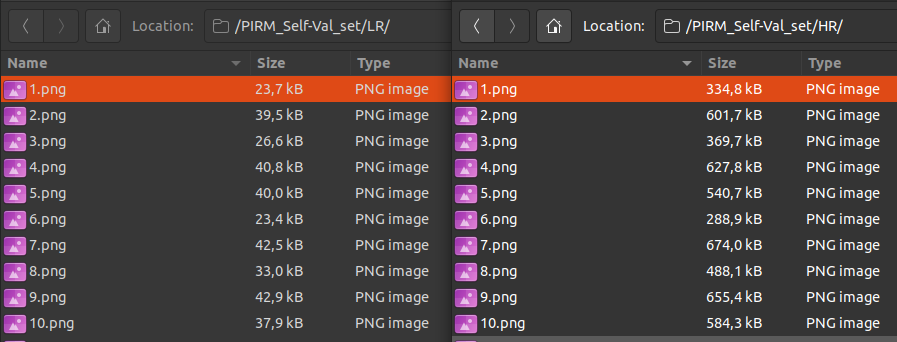 Location: /PIRM_Self-Val_set/LR/
Name Size Type
1.png 23,7 kB PNG image
2.png 39,5 kB PNG image
3.png 26,6 kB PNG image
4.png 40,8 kB PNG image
5.png 40,0 kB PNG image
6.png 23,4 kB PNG image
7.png 42,5 kB PNG image
8.png 33,0 kB PNG image
9.png 42,9 kB PNG image
10.png 37,9 kB PNG image
Location: /PIRM_Self-Val_set/HR/
Name Size Type
1.png 334,8 kB PNG image
2.png 601,7 kB PNG image
3.png 369,7 kB PNG image
4.png 627,8 kB PNG image
5.png 540,7 kB PNG image
6.png 288,9 kB PNG image
7.png 674,0 kB PNG image
8.png 488,1 kB PNG image
9.png 655,4 kB PNG image
10.png 584,3 kB PNG image